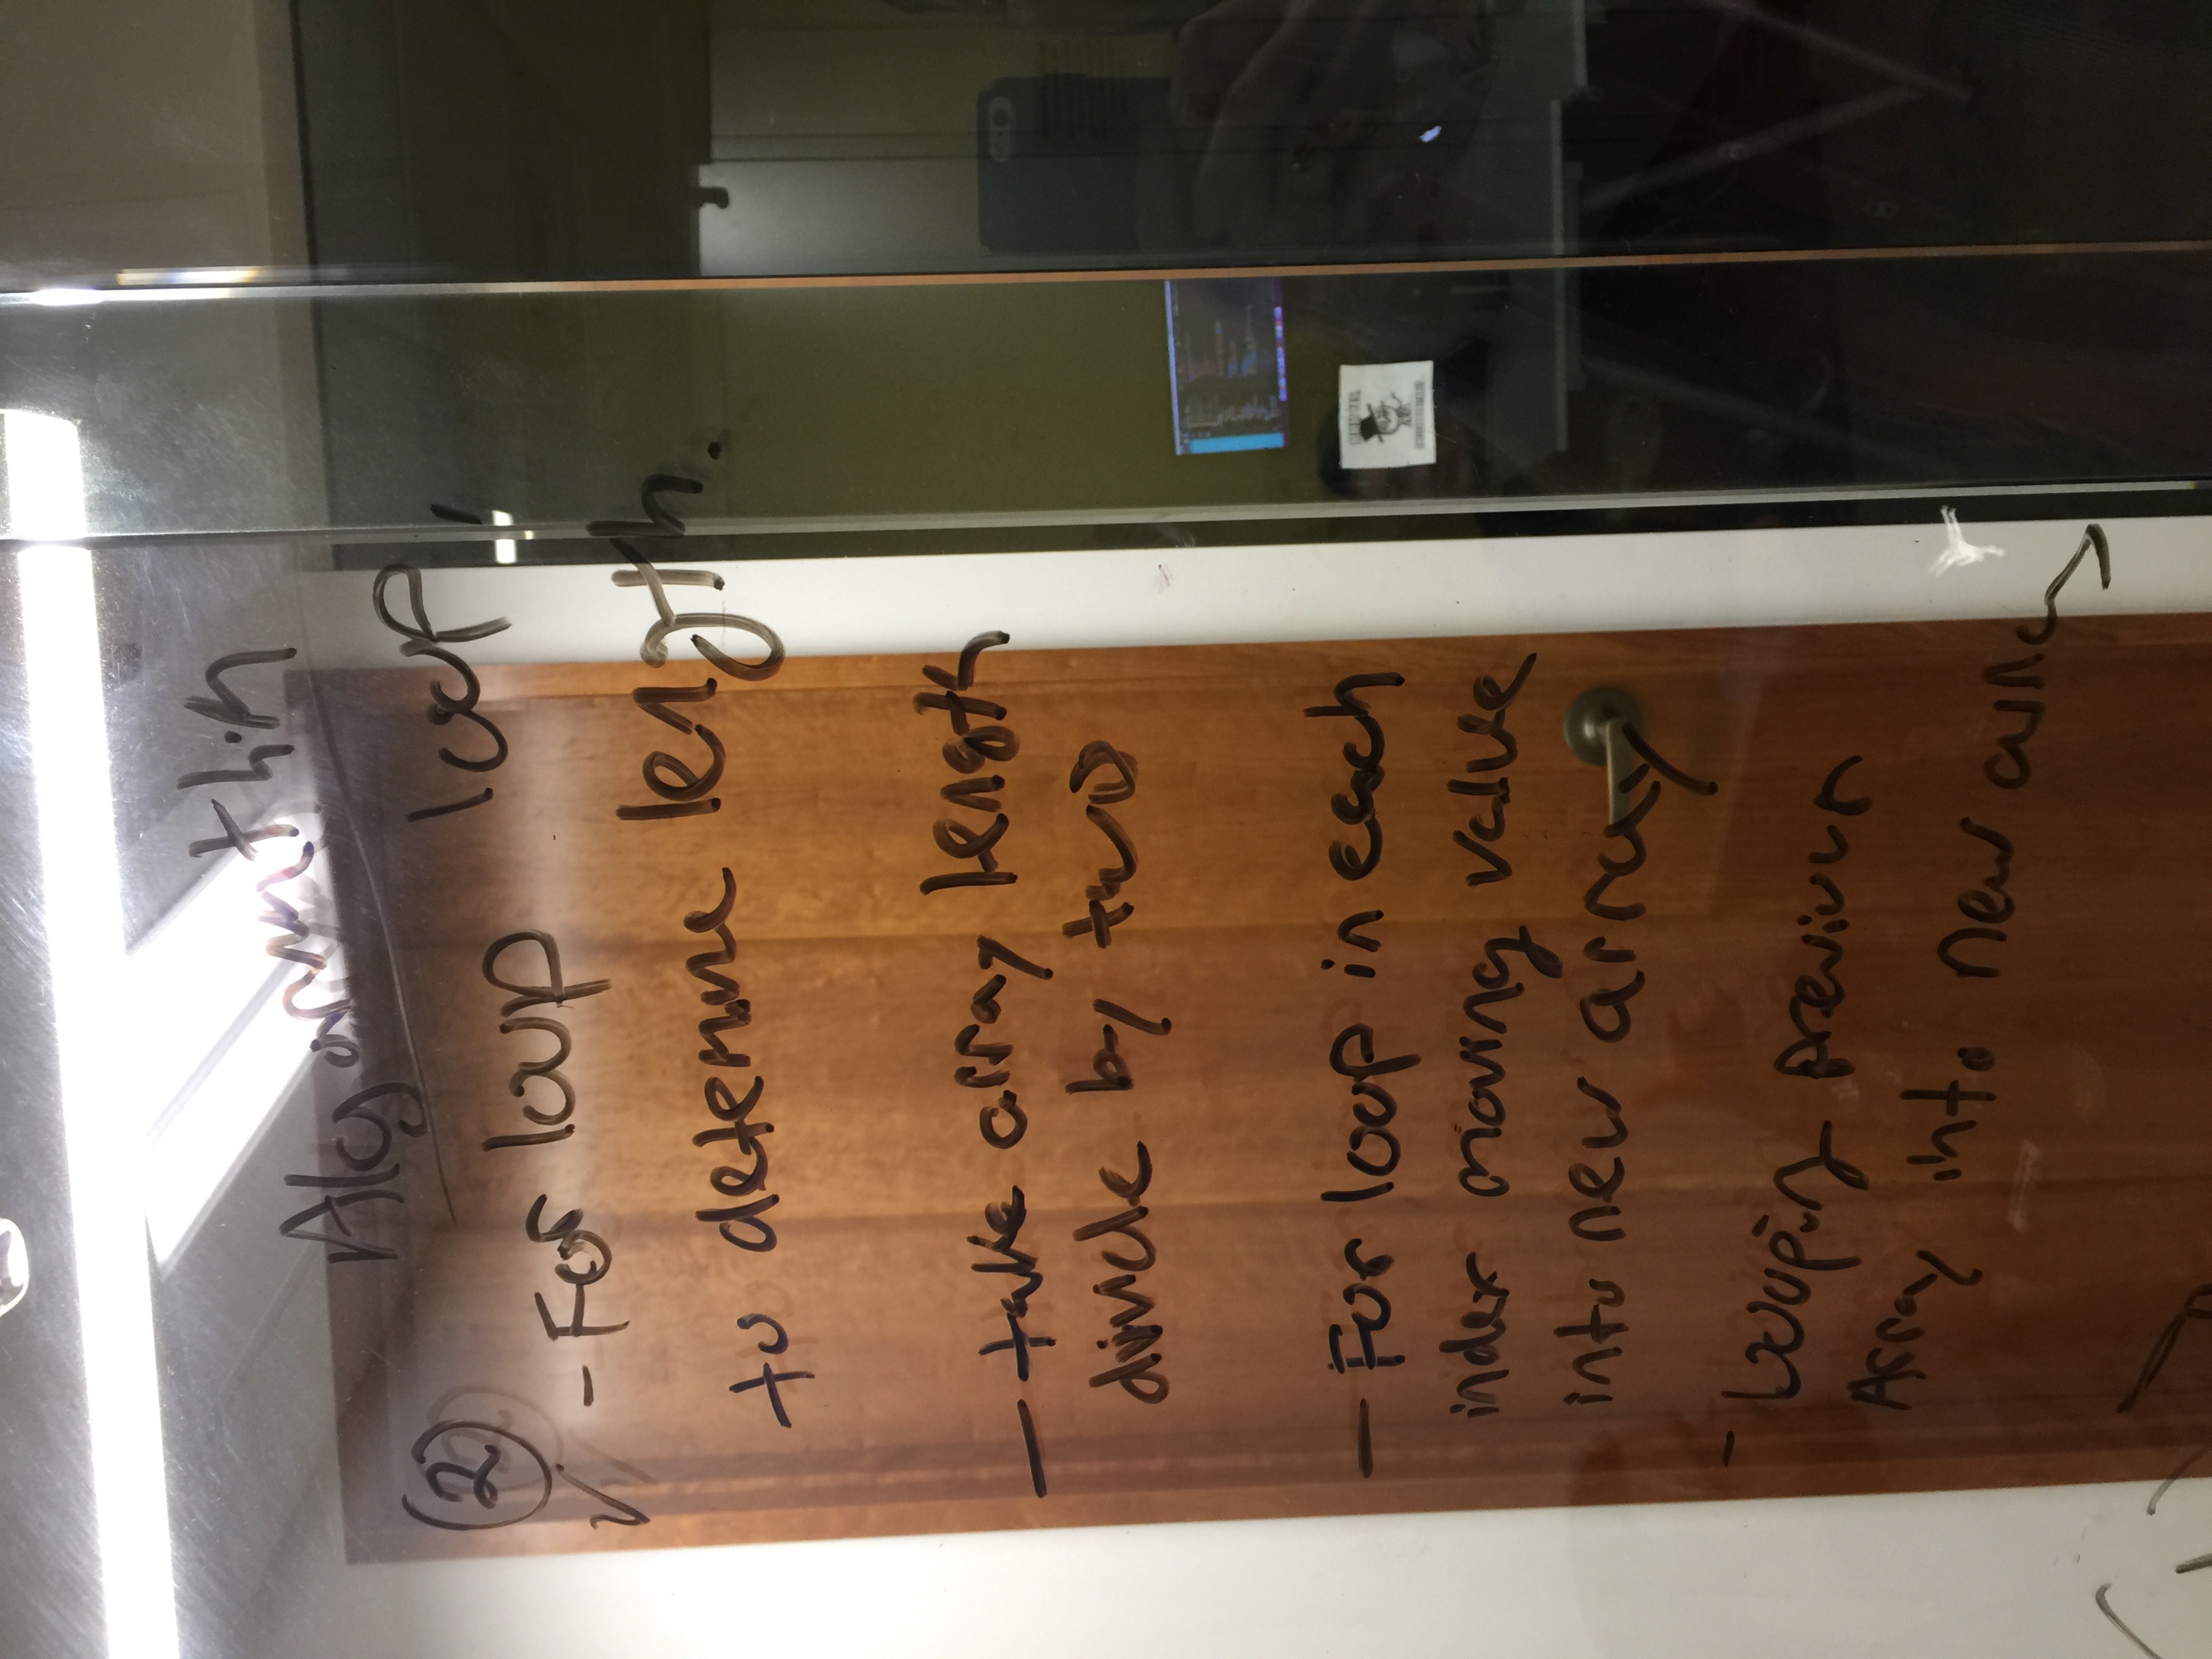 Algorithm
②
✓ - For loop loop,
to determine length.
- take array length
divide by two
- For loop in each
index moving value
into new array
- Looping previous
Array into new array